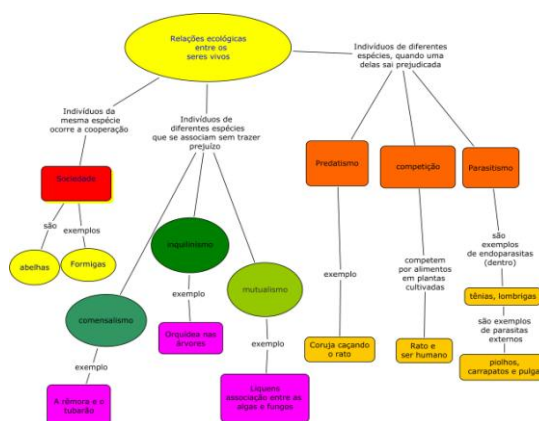 Relações ecológicas
entre os
seres vivos
Indivíduos de diferentes
espécies, quando uma
delas sai prejudicada
Indivíduos da
mesma espécie
ocorre a cooperação
Indivíduos de
diferentes espécies
que se associam sem trazer
prejuízo
Sociedade
são
exemplos
abelhas
Formigas
inquilinismo
exemplo
Orquídea nas
árvores
comensalismo
exemplo
A rêmora e o
tubarão
mutualismo
exemplo
Líquens
associação entre as
algas e fungos
Predatismo
exemplo
Coruja caçando
o rato
competição
competem
por alimentos
em plantas
cultivadas
Rato e
ser humano
Parasitismo
são
exemplos
de endoparasitas
(dentro)
tênias, lombrigas
são exemplos
de parasitas
externos
piolhos,
carrapatos e pulga